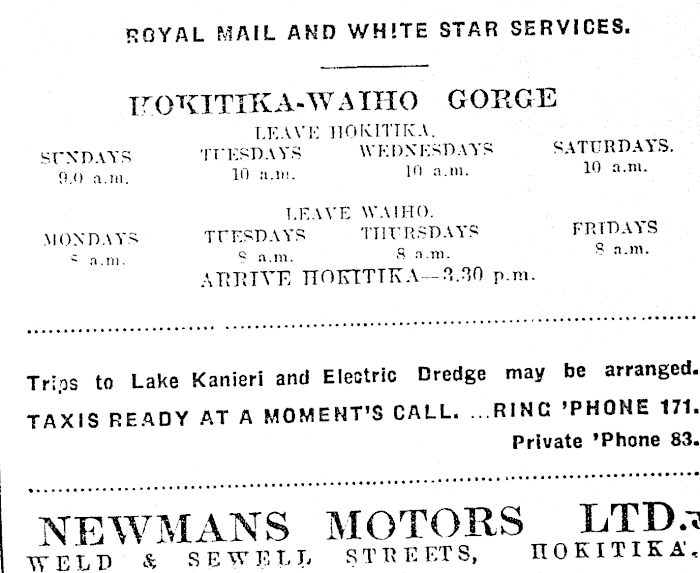 ROYAL MAIL AND WHITE STAR SERVICES.
HOKITIKA-WAIHO GORGE
LEAVE HOKITIKA.
SUNDAYS TUESDAYS WEDNESDAYS SATURDAYS.
9.0 a.m. 10 a.m. 10 a.m. 10 a.m.
LEAVE WAIHO.
MONDAYS TUESDAYS THURSDAYS FRIDAYS
8 a.m. 8 a.m. 8 a.m. 8 a.m.
ARRIVE HOKITIKA—3.30 p.m.
Trips to Lake Kanieri and Electric Dredge may be arranged.
TAXIS READY AT A MOMENT'S CALL. ...RING 'PHONE 171.
Private 'Phone 83.
NEWMANS MOTORS LTD.
WELD & SEWELL STREETS, HOKITIKA.